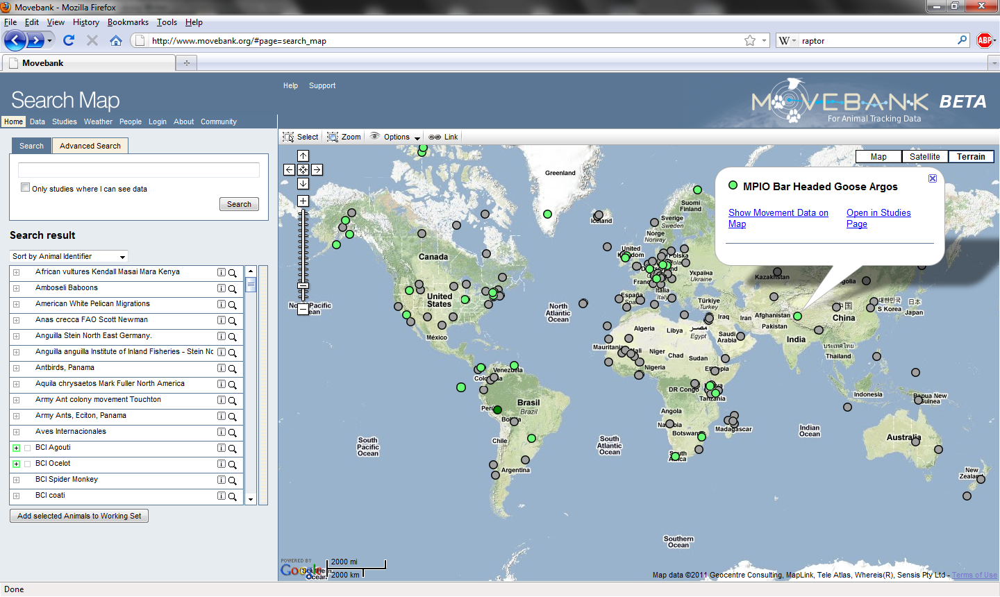 Movebank - Mozilla Firefox
File Edit View History Bookmarks Tools Help
http://www.movebank.org/#page=search_map
W raptor
ABP
Movebank
Help Support
Search Map
MOVEBANK BETA
For Animal Tracking Data
Home Data Studies Weather People Login About Community
Select Zoom Options Link
Search Advanced Search
Only studies where I can see data
Search
Search result
Sort by Animal Identifier
African vultures Kendall Masai Mara Kenya
Amboseli Baboons
American White Pelican Migrations
Anas crecca FAO Scott Newman
Anguilla Stein North East Germany.
Anguilla anguilla Institute of Inland Fisheries - Stein No
Antbirds, Panama
Aquila chrysaetos Mark Fuller North America
Army Ant colony movement Touchton
Army Ants, Eciton, Panama
Aves Internacionales
BCI Agouti
BCI Ocelot
BCI Spider Monkey
BCI coati
Add selected Animals to Working Set
Map Satellite Terrain
MPIO Bar Headed Goose Argos
Show Movement Data on
Map
Open in Studies
Page
Greenland
Iceland
Suomi
Finland
Sverige
Sweden
Norge
Norway
United
Kingdom
Polska
Україна
Ukraine
Italia
Italy
España
Türkiye
Turkey
Canada
United
States
México
North
Atlantic
Ocean
Algeria
Libya
مصر
Egypt
Iraq
Iran
Saudi
Arabia
Afghanistan
Pakistan
Kazakhstan
中国
China
대한민국
S Korea
日本
Japan
India
ประเทศไทย
Thailand
Mauritania
Mali
Niger
Chad
Sudan
Nigeria
Ethiopia
DR Congo
Tanzania
Angola
Namibia
Botswana
Madagascar
South
Africa
Venezuela
Perú
Brasil
Brazil
Chile
Argentina
South
Pacific
Ocean
South
Atlantic
Ocean
Indian
Ocean
Indonesia
Papua New
Guinea
Australia
New
Zealand
Southern
Ocean
POWERED BY
Google
2000 mi
2000 km
Map data ©2011 Geocentre Consulting, MapLink, Tele Atlas, Whereis(R), Sensis Pty Ltd - Terms of Use
Done